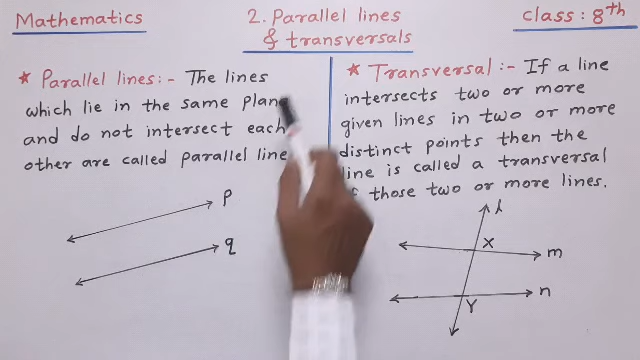 Mathematics
2. Parallel lines
& transversals
class : 8th
* Parallel lines :- The lines
which lie in the same plane
and do not intersect each
other are called parallel line
p
q
* Transversal :- If a line
intersects two or more
given lines in two or more
distinct points then the
line is called a transversal
of those two or more lines.
l
X
m
Y
n